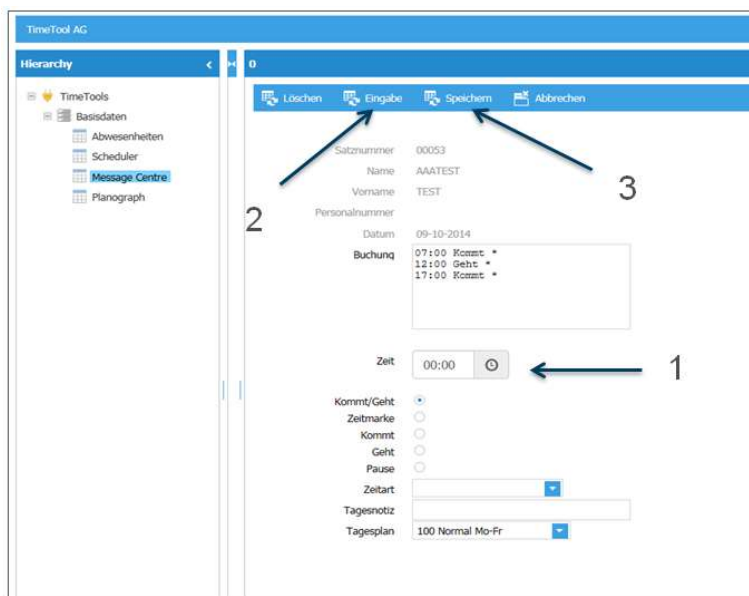 TimeTool AG
Hierarchy
TimeTools
Basisdaten
Abwesenheiten
Scheduler
Message Centre
Planograph
0
Löschen Eingabe Speichern Abbrechen
Satznummer 00053
Name AAATEST
Vorname TEST
Personalnummer
Datum 09-10-2014
Buchung 07:00 Kommt *
12:00 Geht *
17:00 Kommt *
2
3
Zeit 00:00
1
Kommt/Geht
Zeitmarke
Kommt
Geht
Pause
Zeitart
Tagesnotiz
Tagesplan 100 Normal Mo-Fr